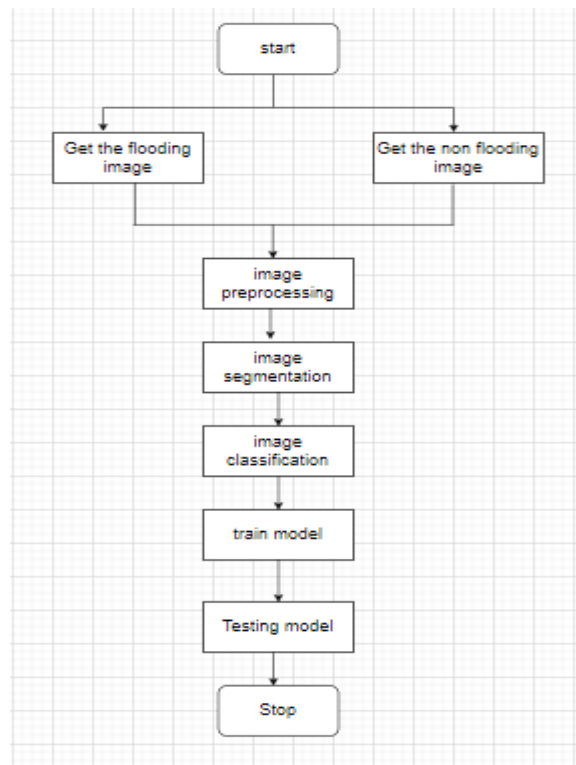 start
Get the flooding
image
Get the non flooding
image
image
preprocessing
image
segmentation
image
classification
train model
Testing model
Stop